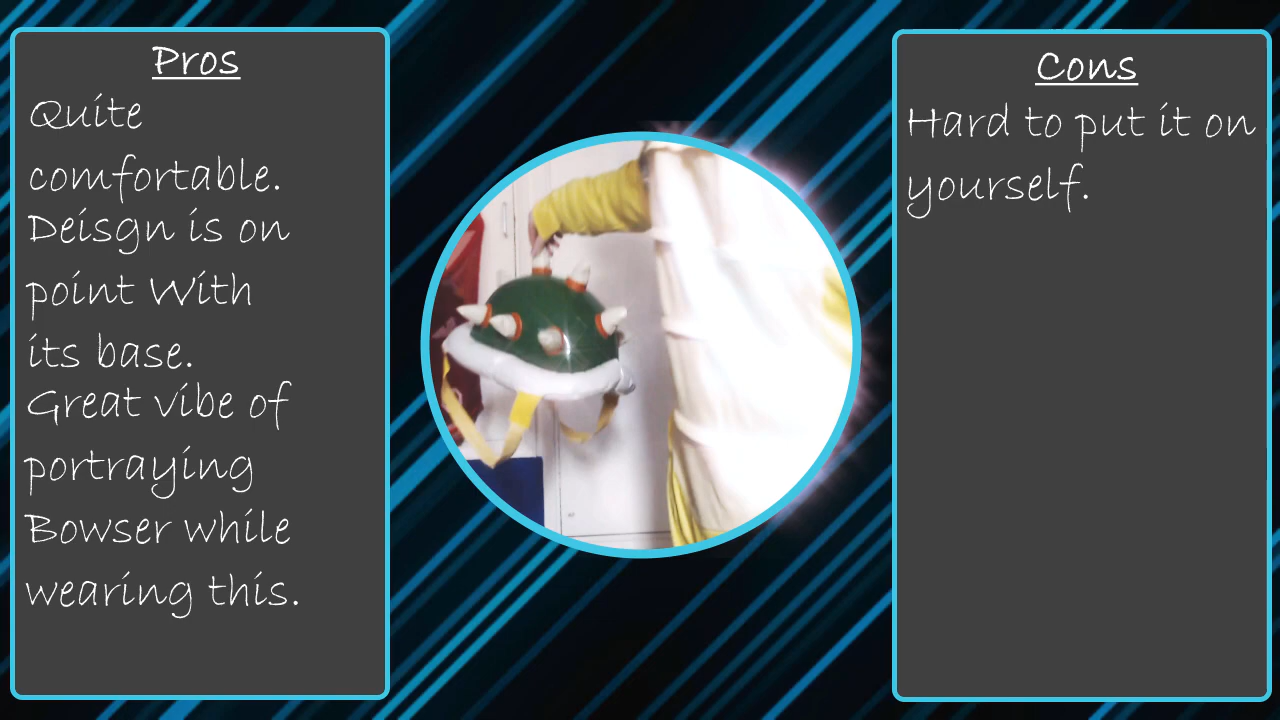 Pros
Quite
comfortable.
Deisgn is on
point With
its base.
Great vibe of
portraying
Bowser while
wearing this.
Cons
Hard to put it on
yourself.